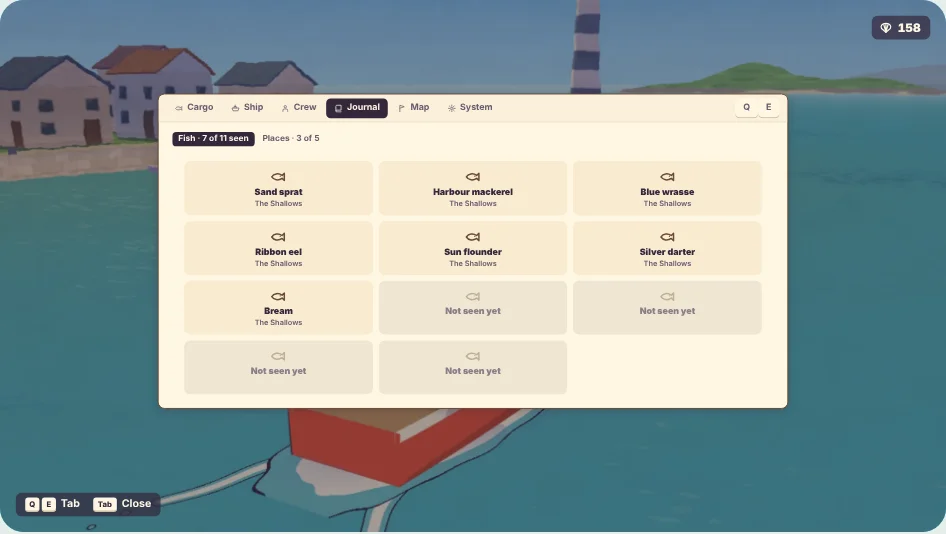 158
Cargo
Ship
Crew
Journal
Map
System
Q
E
Fish · 7 of 11 seen
Places · 3 of 5
Sand sprat
The Shallows
Harbour mackerel
The Shallows
Blue wrasse
The Shallows
Ribbon eel
The Shallows
Sun flounder
The Shallows
Silver darter
The Shallows
Bream
The Shallows
Not seen yet
Not seen yet
Not seen yet
Not seen yet
Q E Tab
Tab Close